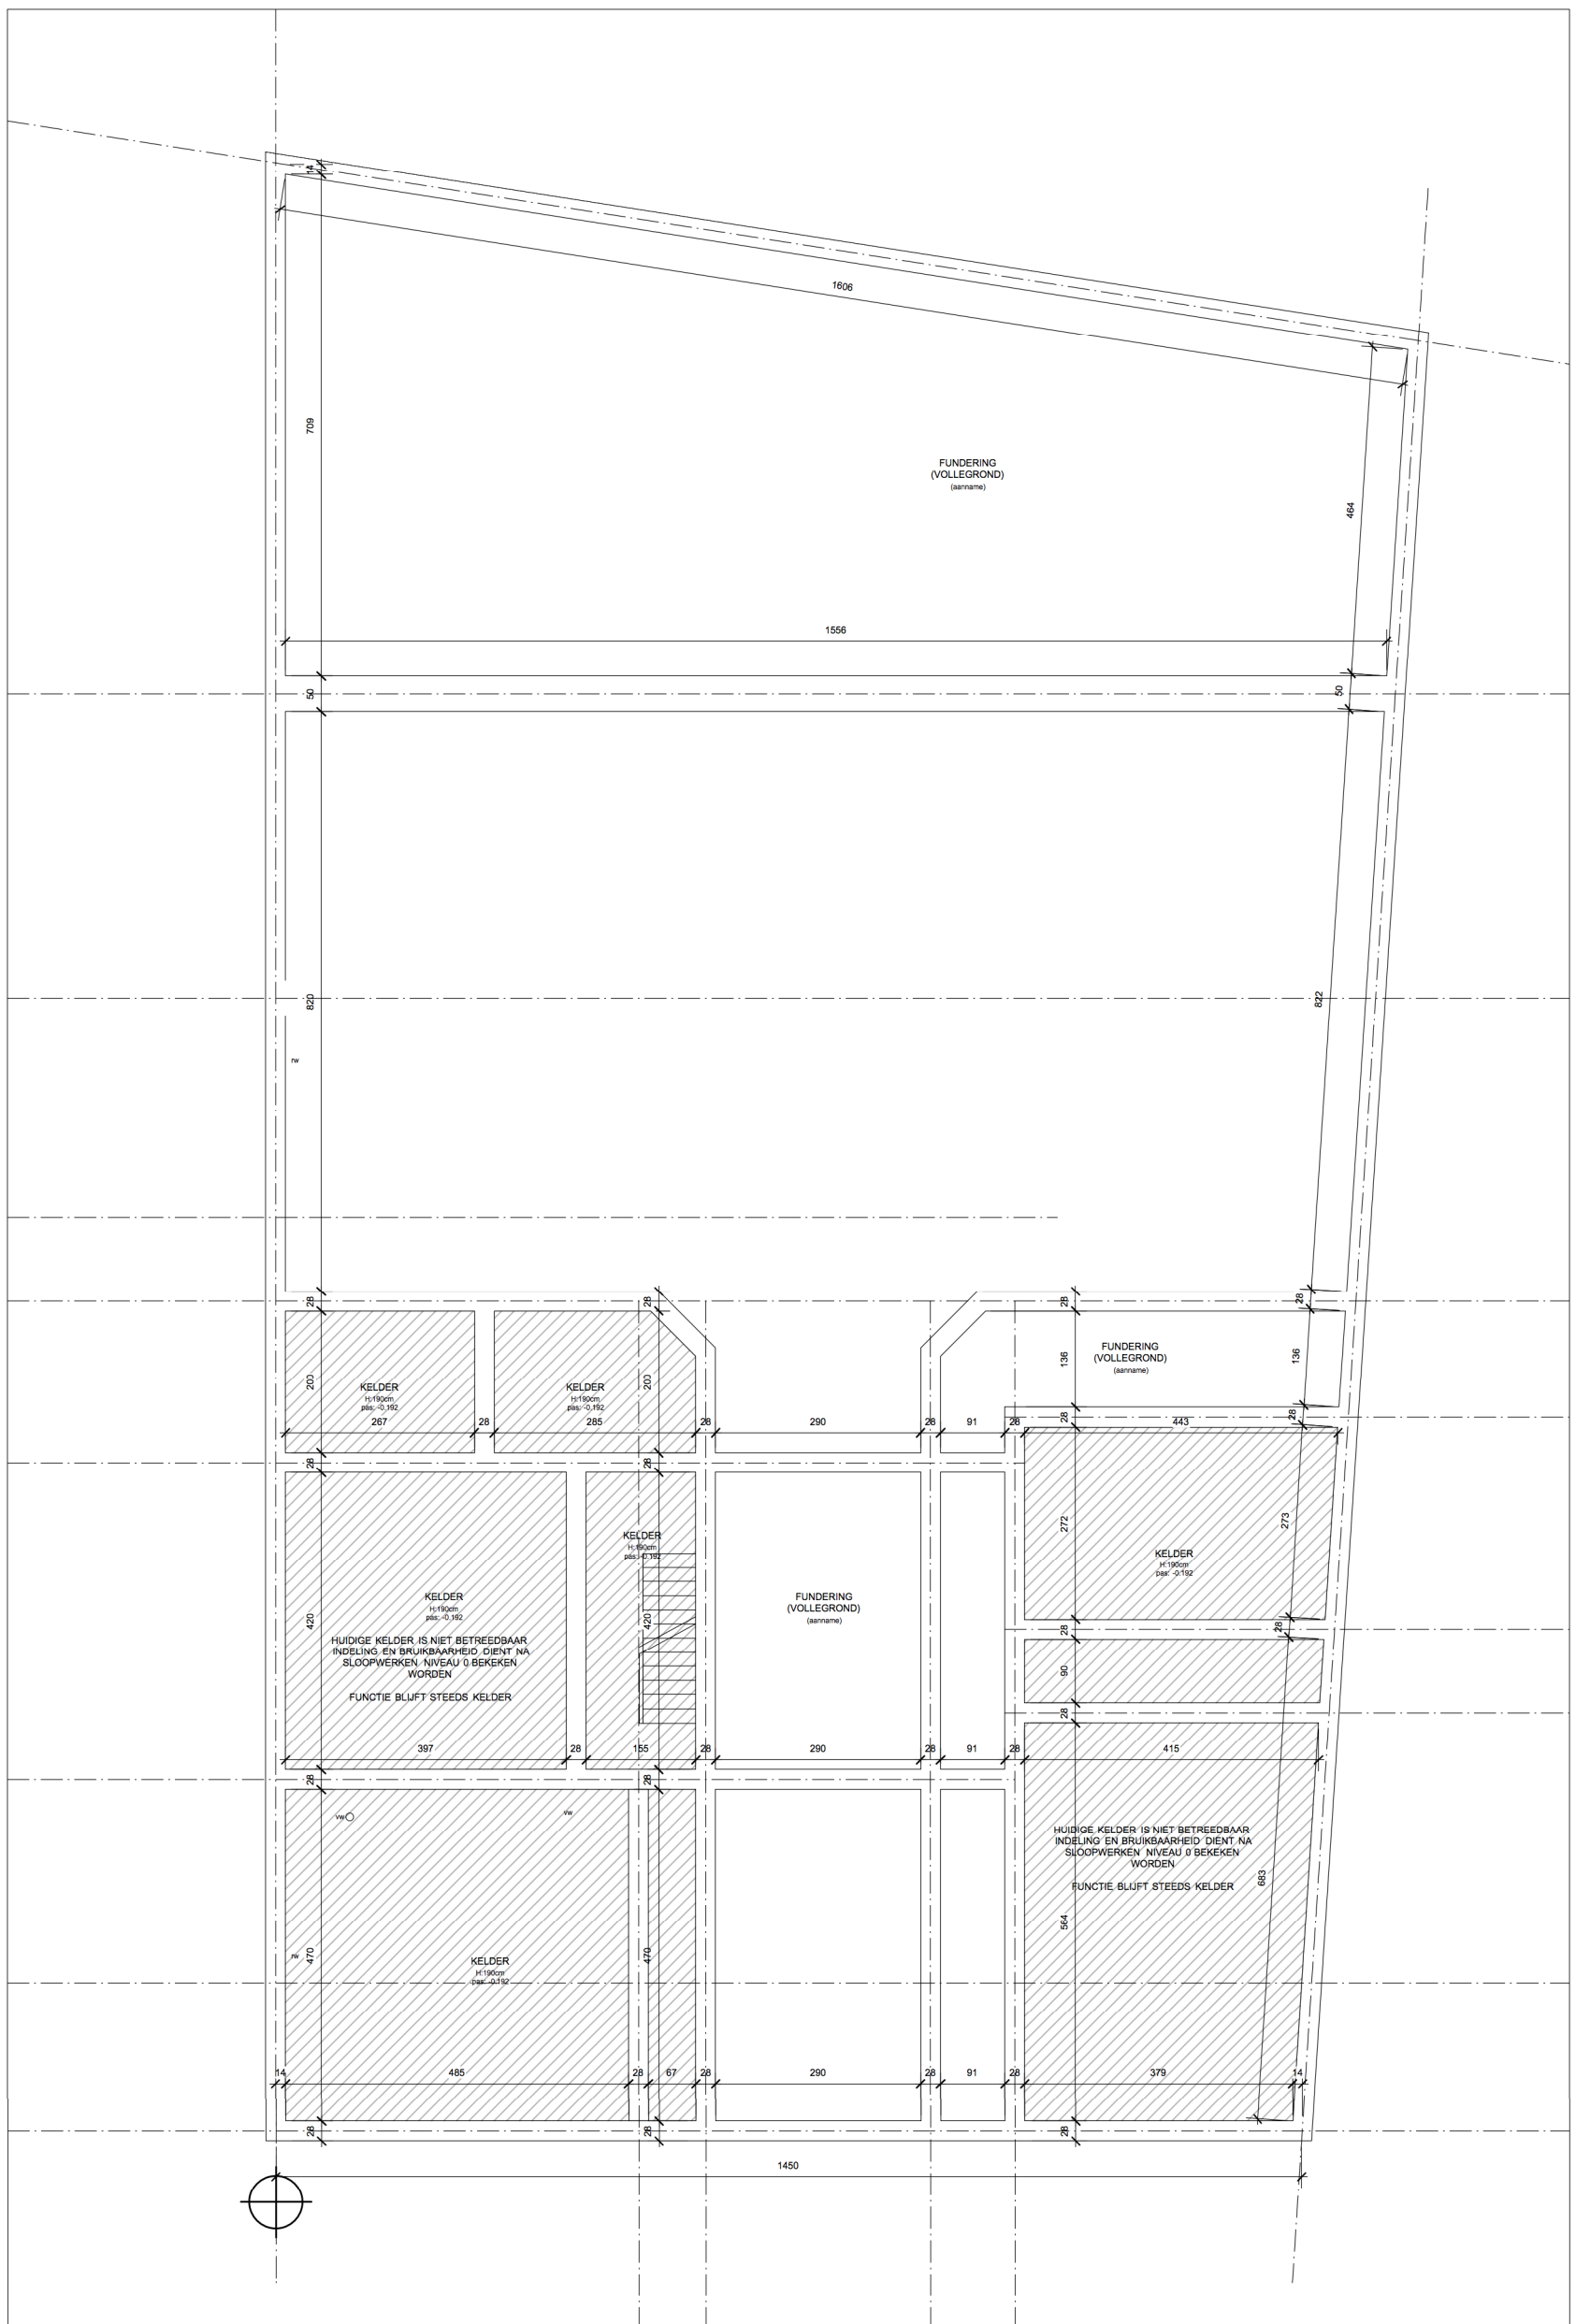 14
1606
709
FUNDERING
(VOLLEGROND)
(aanname)
464
1556
50
50
820
822
rw
28
28
28
28
FUNDERING
(VOLLEGROND)
(aanname)
136
136
200
200
KELDER
H:190cm
pas: -0.192
KELDER
H:190cm
pas: -0.192
267
28
285
28
290
28
91
28
443
28
28
28
28
272
273
KELDER
H:190cm
pas: -0.192
KELDER
H:190cm
pas: -0.192
KELDER
H:190cm
pas: -0.192
FUNDERING
(VOLLEGROND)
(aanname)
420
420
HUIDIGE KELDER IS NIET BETREEDBAAR
INDELING EN BRUIKBAARHEID DIENT NA
SLOOPWERKEN NIVEAU 0 BEKEKEN
WORDEN
FUNCTIE BLIJFT STEEDS KELDER
28
28
90
28
397
28
155
28
290
28
91
28
415
28
28
vw
vw
HUIDIGE KELDER IS NIET BETREEDBAAR
INDELING EN BRUIKBAARHEID DIENT NA
SLOOPWERKEN NIVEAU 0 BEKEKEN
WORDEN
FUNCTIE BLIJFT STEEDS KELDER
683
564
rw
470
470
KELDER
H:190cm
pas: -0.192
14
485
28
67
28
290
28
91
28
379
14
28
28
28
1450